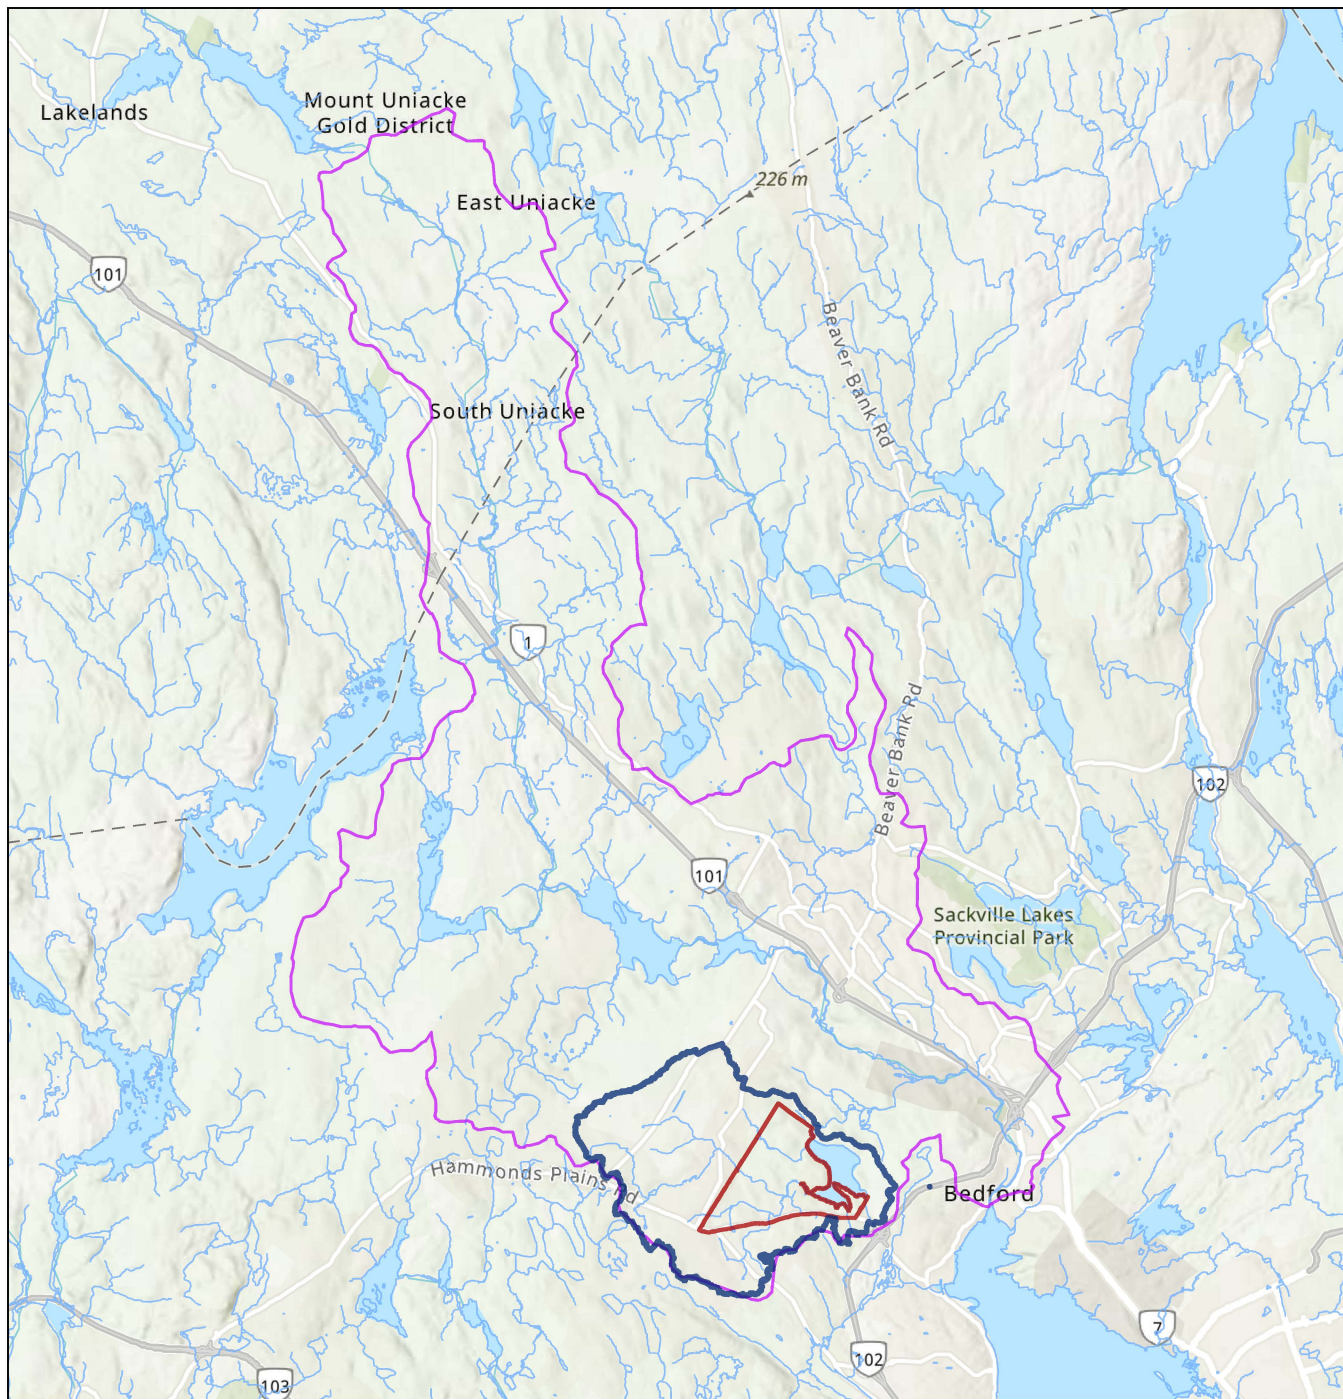 Mount Uniacke
Gold District
Lakelands
226 m
East Uniacke
101
Beaver Bank Rd
South Uniacke
1
Beaver Bank Rd
102
101
Sackville Lakes
Provincial Park
Hammonds Plains Rd
Bedford
7
102
103